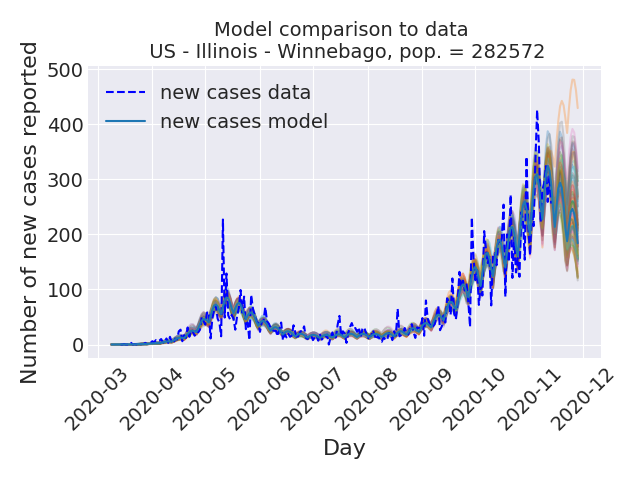 Model comparison to data
US - Illinois - Winnebago, pop. = 282572
Number of new cases reported
500
400
300
200
100
0
new cases data
new cases model
2020-03
2020-04
2020-05
2020-06
2020-07
2020-08
2020-09
2020-10
2020-11
2020-12
Day